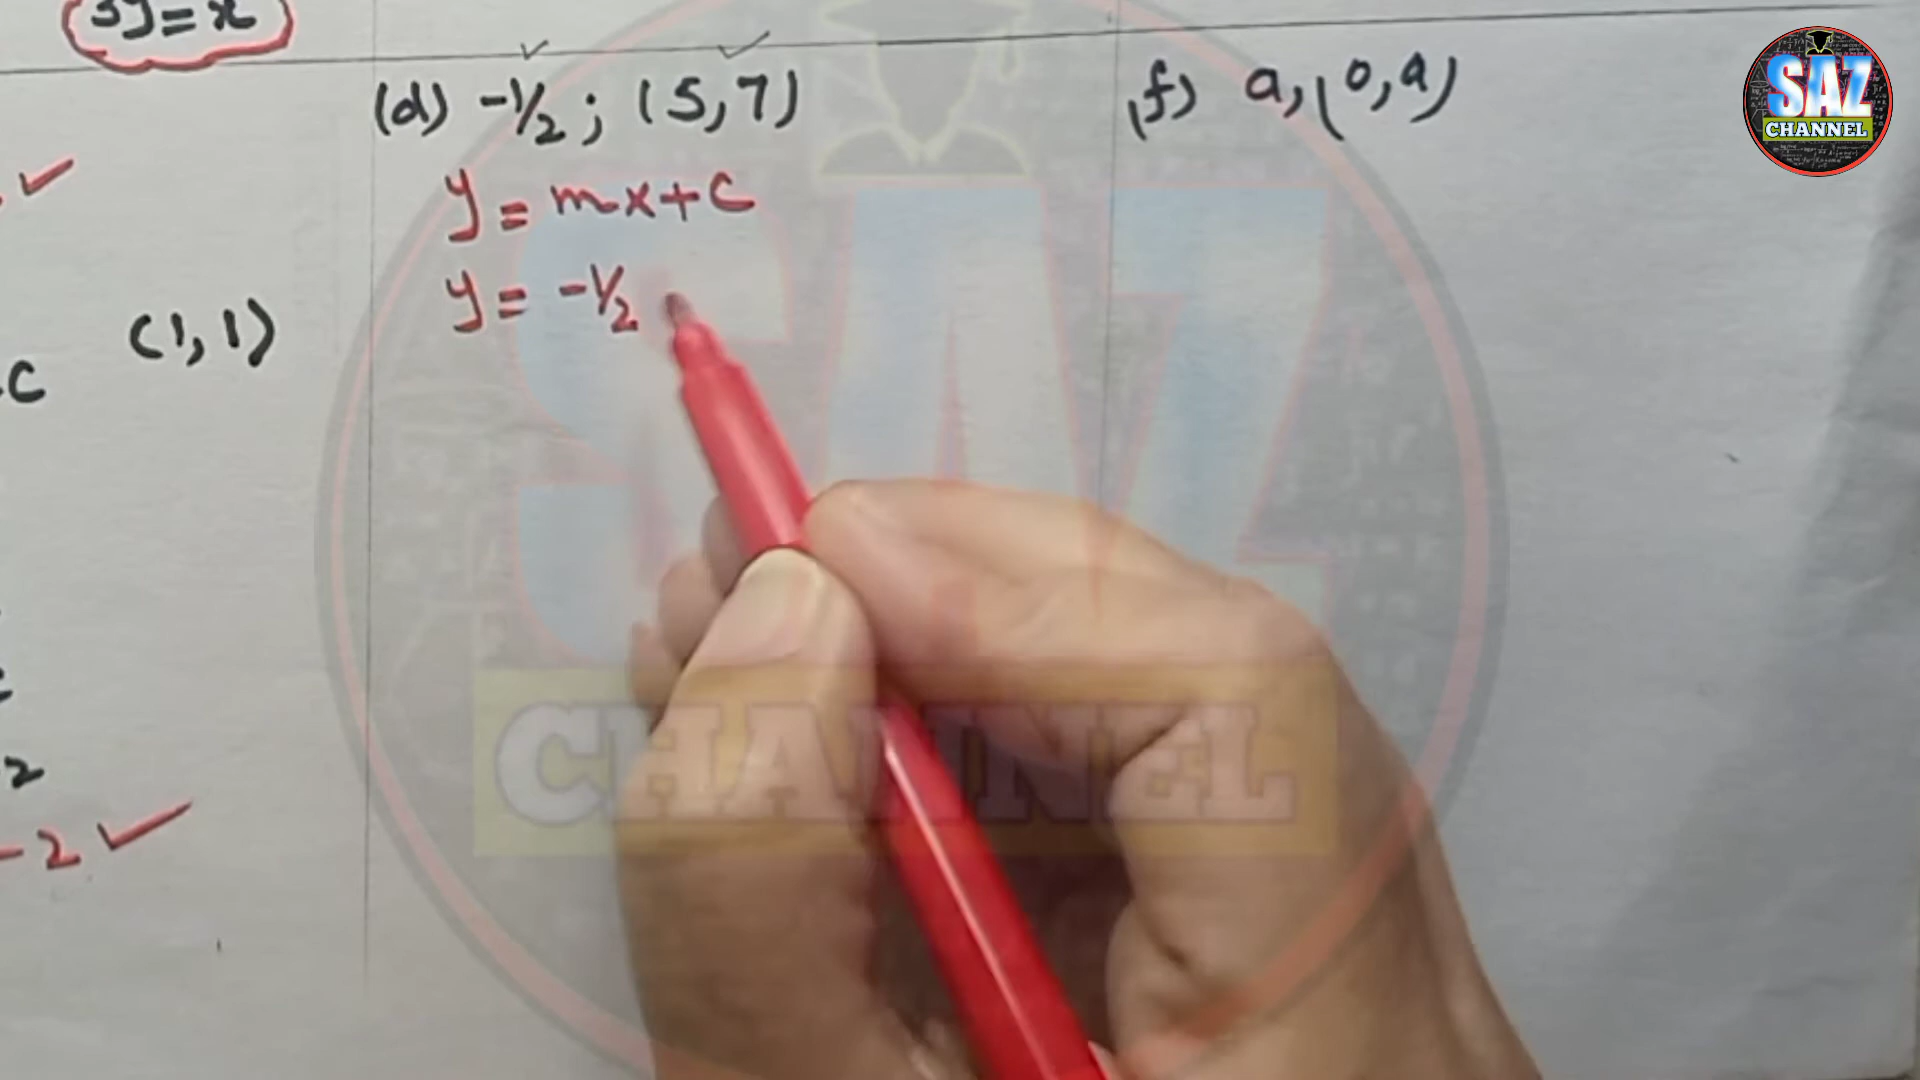 3y=x
(d) -1/2 ; (5,7)
(f) a, (0,a)
y = mx+c
y = -1/2
(1,1)
c
2
-2
SAZ
CHANNEL
SAZ
CHANNEL